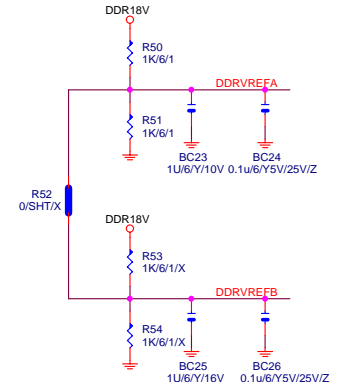 DDR18V
R50
1K/6/1
DDRVREFA
R51
1K/6/1
BC23
1U/6/Y/10V
BC24
0.1u/6/Y5V/25V/Z
R52
0/SHT/X
DDR18V
R53
1K/6/1/X
DDRVREFB
R54
1K/6/1/X
BC25
1U/6/Y/16V
BC26
0.1u/6/Y5V/25V/Z